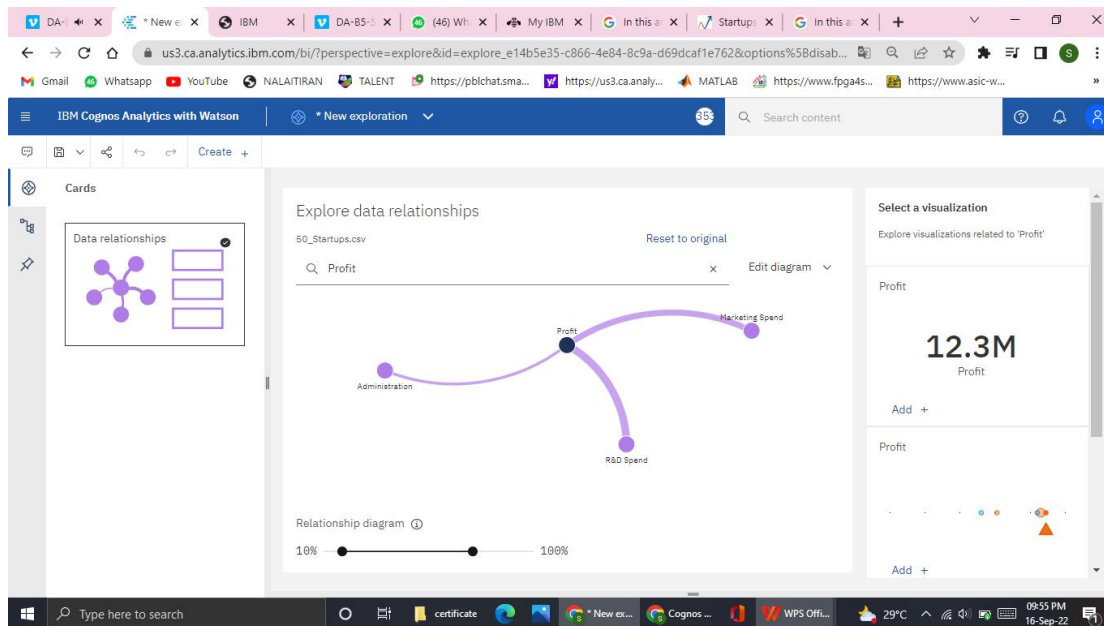 DA-I
* New e
IBM
DA-B5-S
(46) Wh
My IBM
In this a
Startups
In this a
us3.ca.analytics.ibm.com/bi/?perspective=explore&id=explore_e14b5e35-c866-4e84-8c9a-d69dcaf1e762&options%5Bdisab...
S
Gmail
Whatsapp
YouTube
NALAITIRAN
TALENT
https://pblchat.sma...
https://us3.ca.analy...
MATLAB
https://www.fpga4s...
https://www.asic-w...
»
IBM Cognos Analytics with Watson
* New exploration
353
Search content
Create +
Cards
Data relationships
Explore data relationships
50_Startups.csv
Reset to original
Profit
Edit diagram
Marketing Spend
Profit
Administration
R&D Spend
Relationship diagram
10%
100%
Select a visualization
Explore visualizations related to 'Profit'
Profit
12.3M
Profit
Add +
Profit
Add +
Type here to search
certificate
* New ex...
Cognos ...
WPS Offi...
29°C
09:55 PM
16-Sep-22